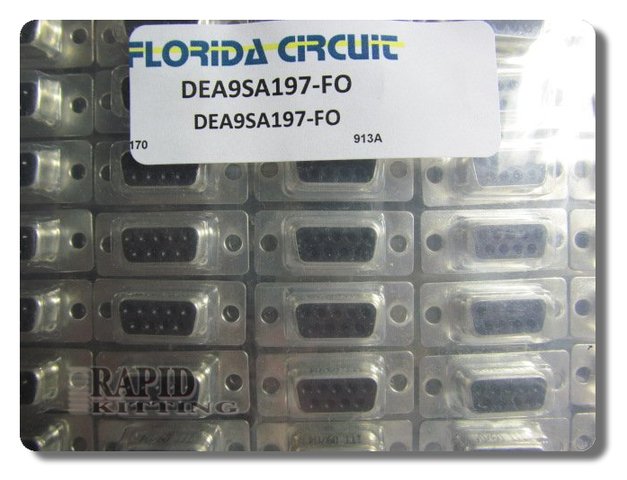 FLORIDA CIRCUIT
DEA9SA197-FO
DEA9SA197-FO
170 913A
RAPID
KITTING